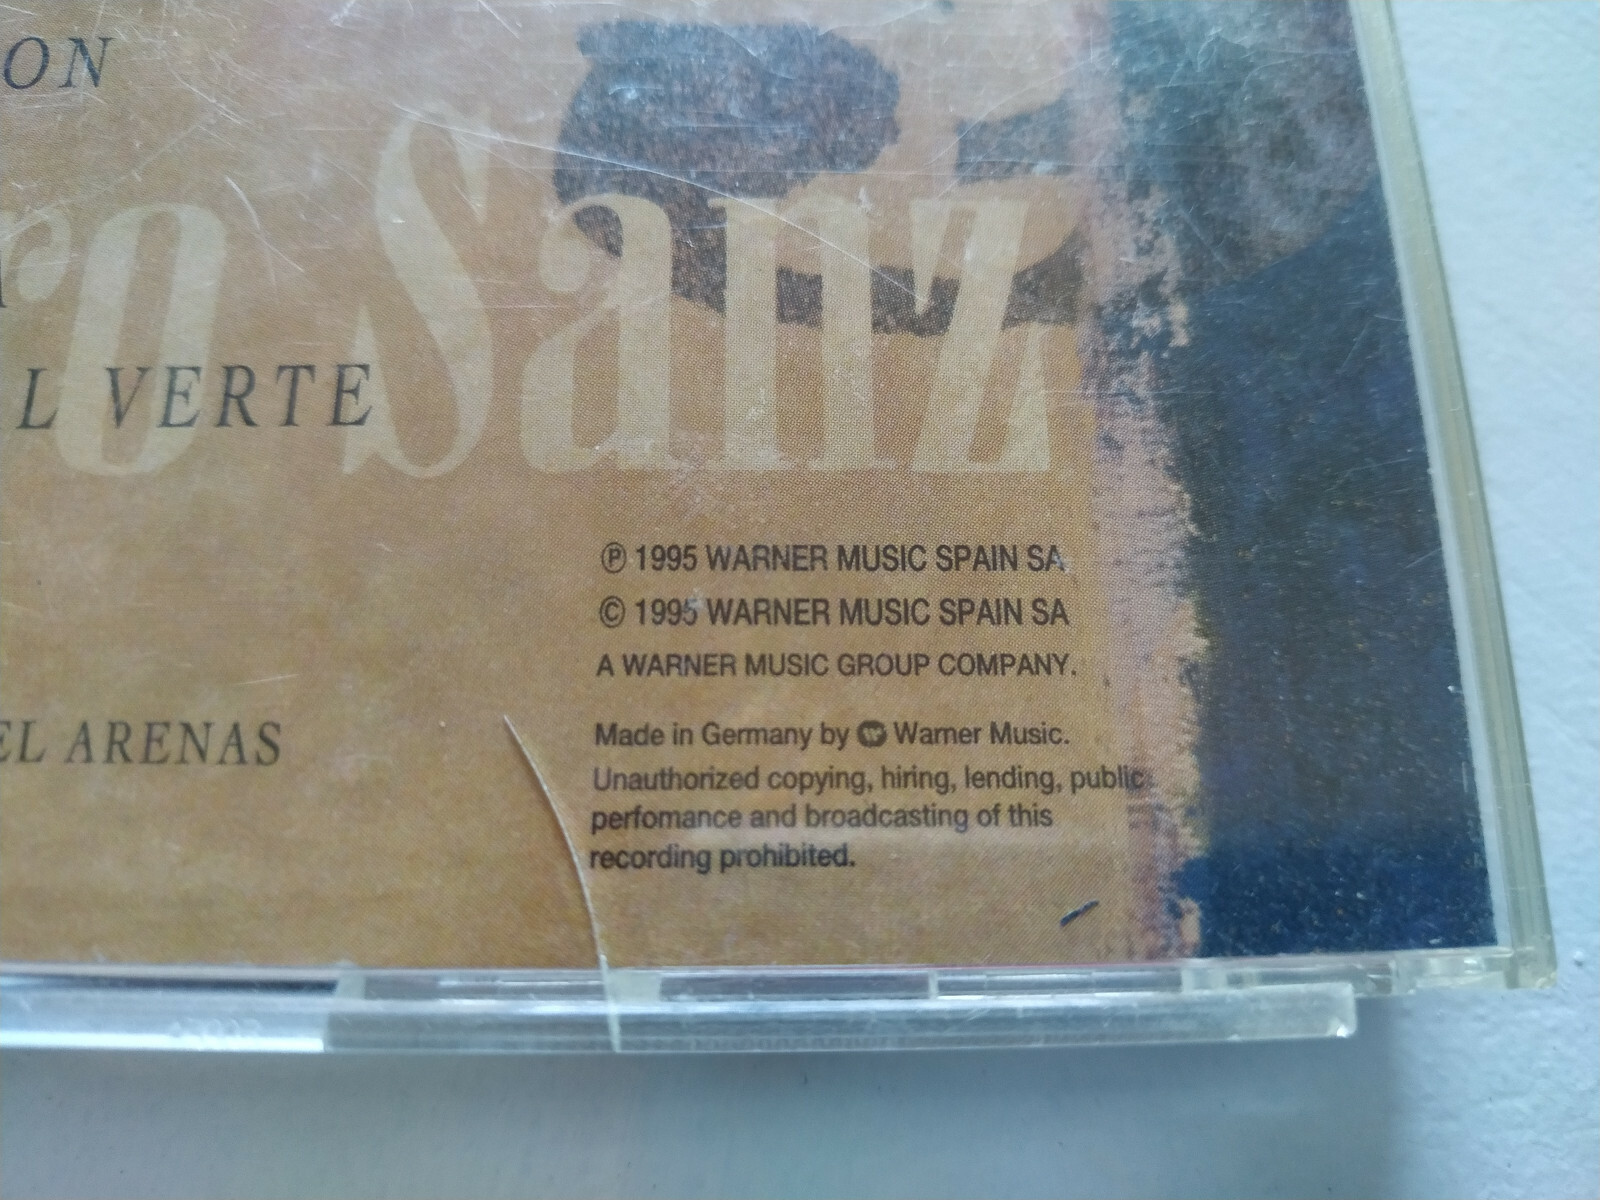 ON
ro Sanz
L VERTE
℗ 1995 WARNER MUSIC SPAIN SA
© 1995 WARNER MUSIC SPAIN SA
A WARNER MUSIC GROUP COMPANY.
EL ARENAS
Made in Germany by Warner Music.
Unauthorized copying, hiring, lending, public
perfomance and broadcasting of this
recording prohibited.